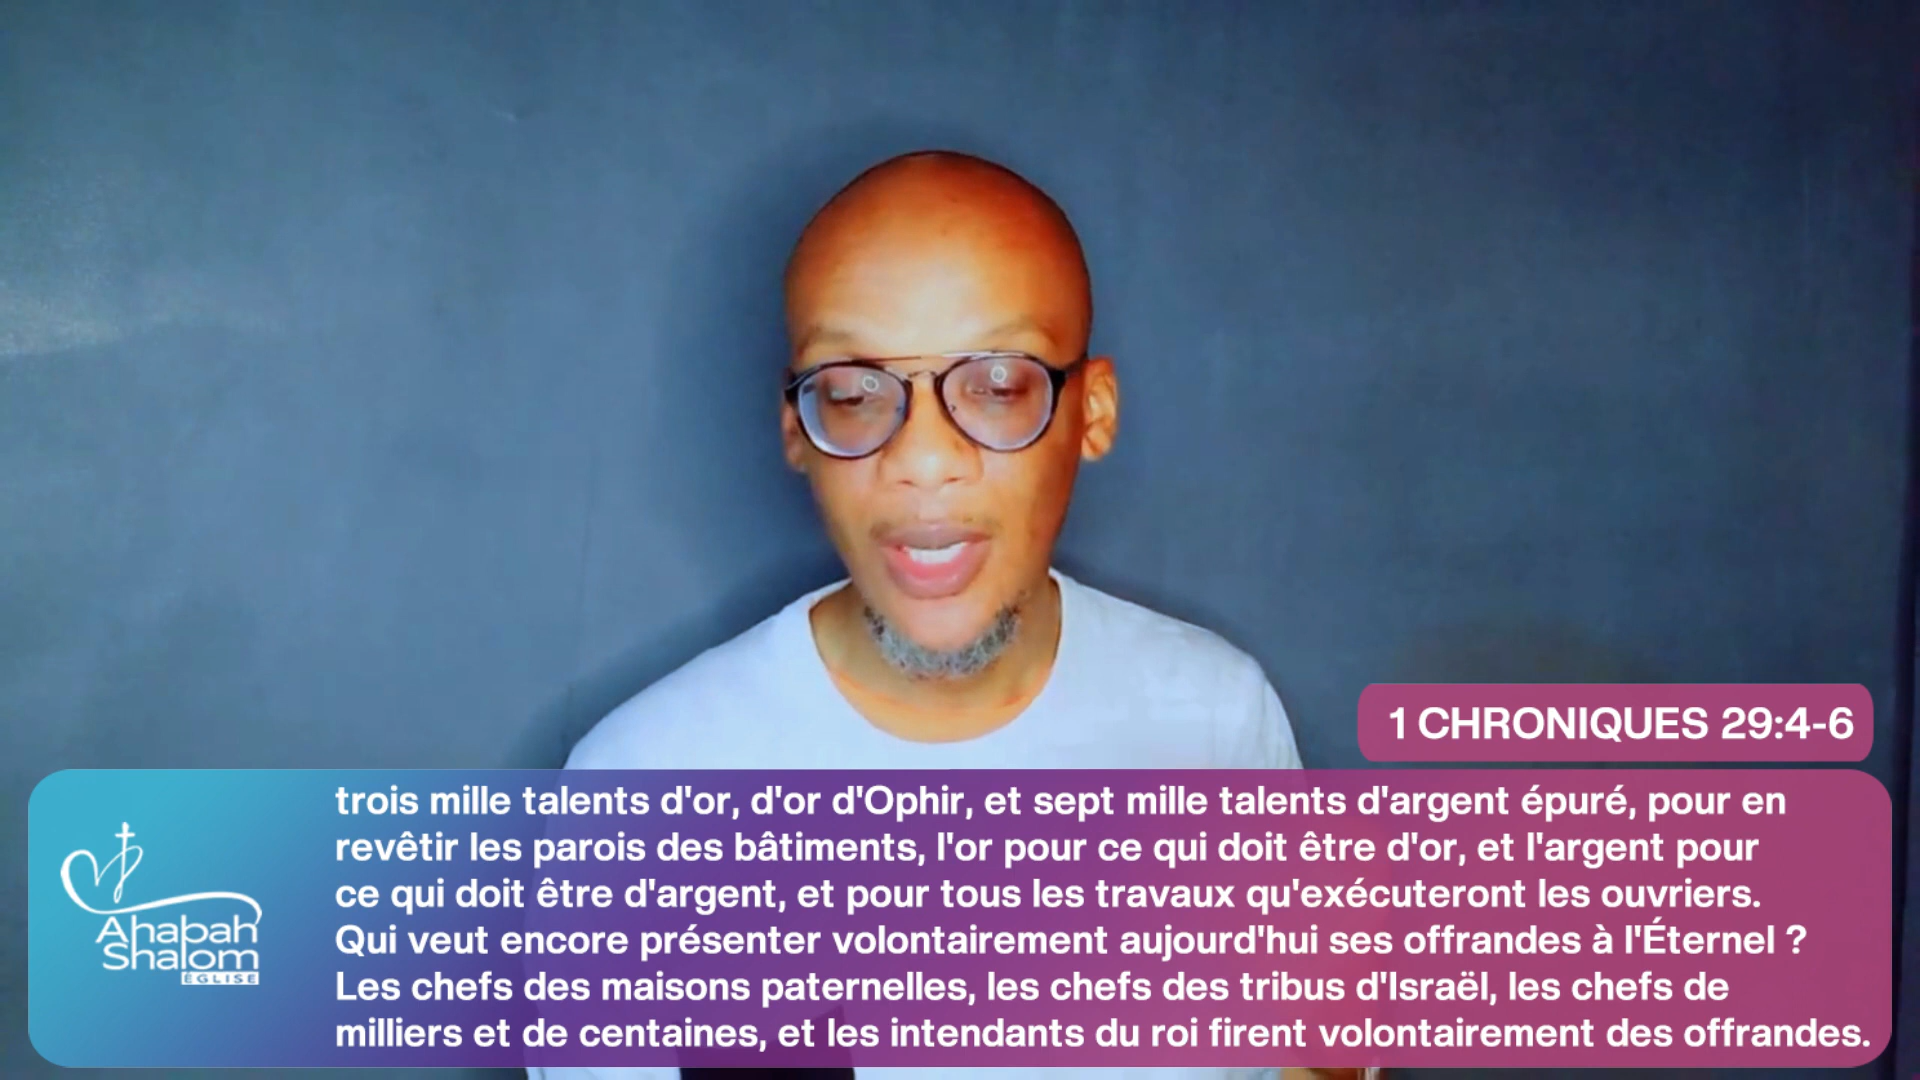 1 CHRONIQUES 29:4-6
trois mille talents d'or, d'or d'Ophir, et sept mille talents d'argent épuré, pour en
revêtir les parois des bâtiments, l'or pour ce qui doit être d'or, et l'argent pour
ce qui doit être d'argent, et pour tous les travaux qu'exécuteront les ouvriers.
Qui veut encore présenter volontairement aujourd'hui ses offrandes à l'Éternel ?
Les chefs des maisons paternelles, les chefs des tribus d'Israël, les chefs de
milliers et de centaines, et les intendants du roi firent volontairement des offrandes.
Ahabah
Shalom
ÉGLISE